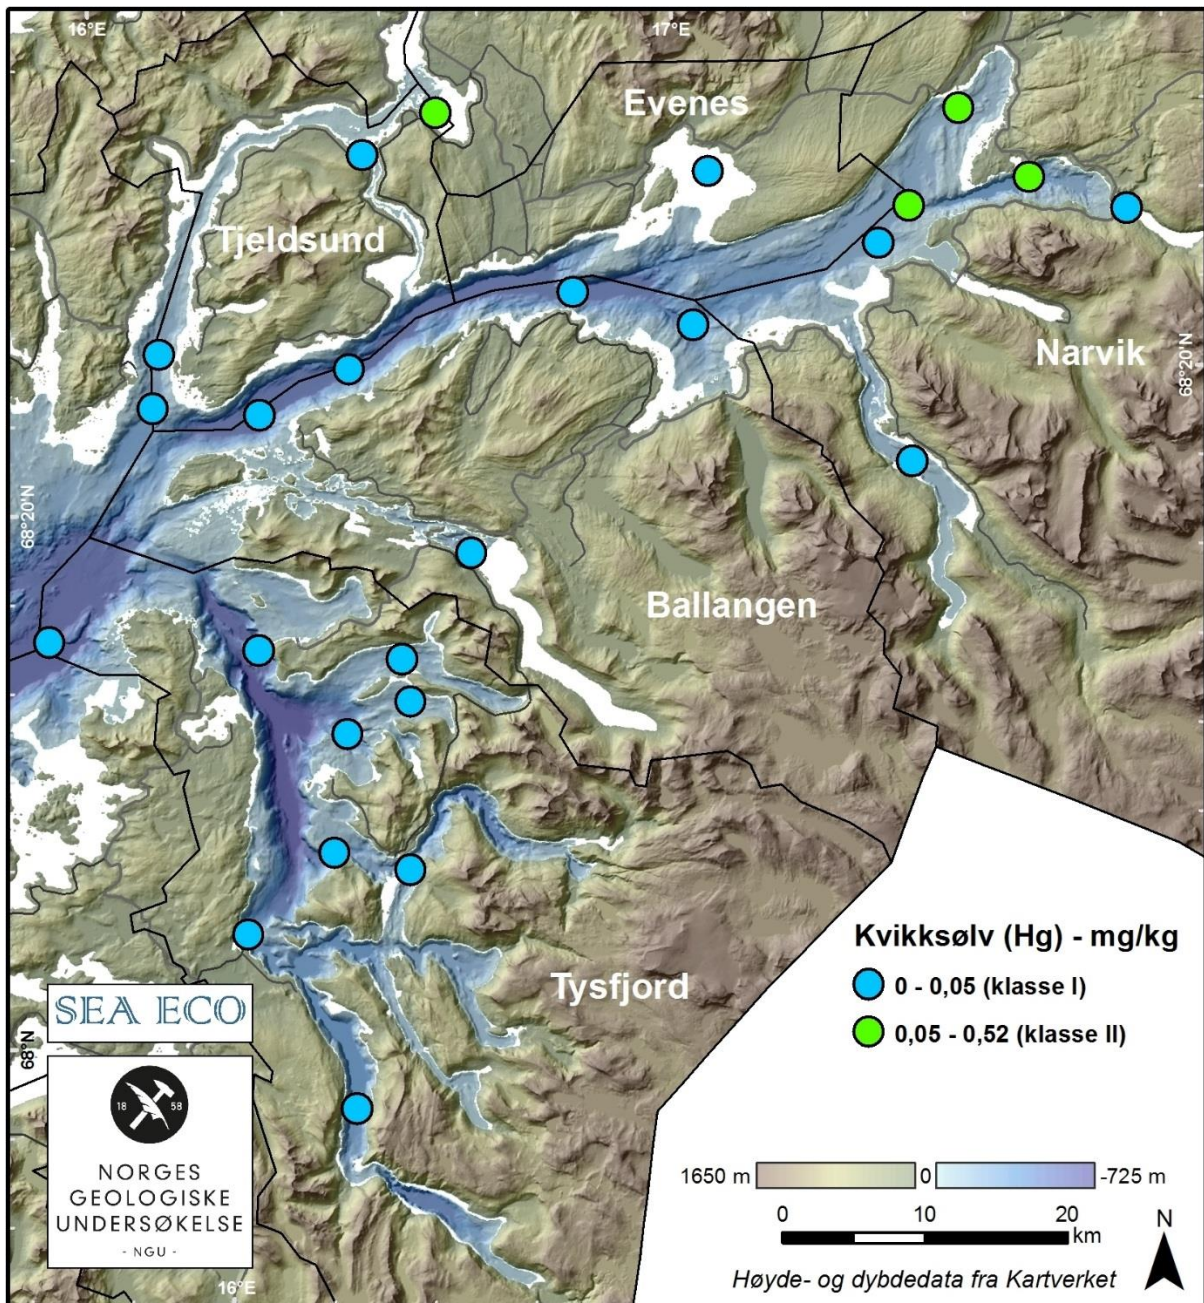 16°E
17°E
Evenes
Tjeldsund
Narvik
68°20'N
68°20'N
Ballangen
Kvikksølv (Hg) - mg/kg
0 - 0,05 (klasse I)
0,05 - 0,52 (klasse II)
Tysfjord
SEA ECO
68°N
18 58
NORGES
GEOLOGISKE
UNDERSØKELSE
- NGU -
16°E
1650 m 0 -725 m
0 10 20
km
N
Høyde- og dybdedata fra Kartverket